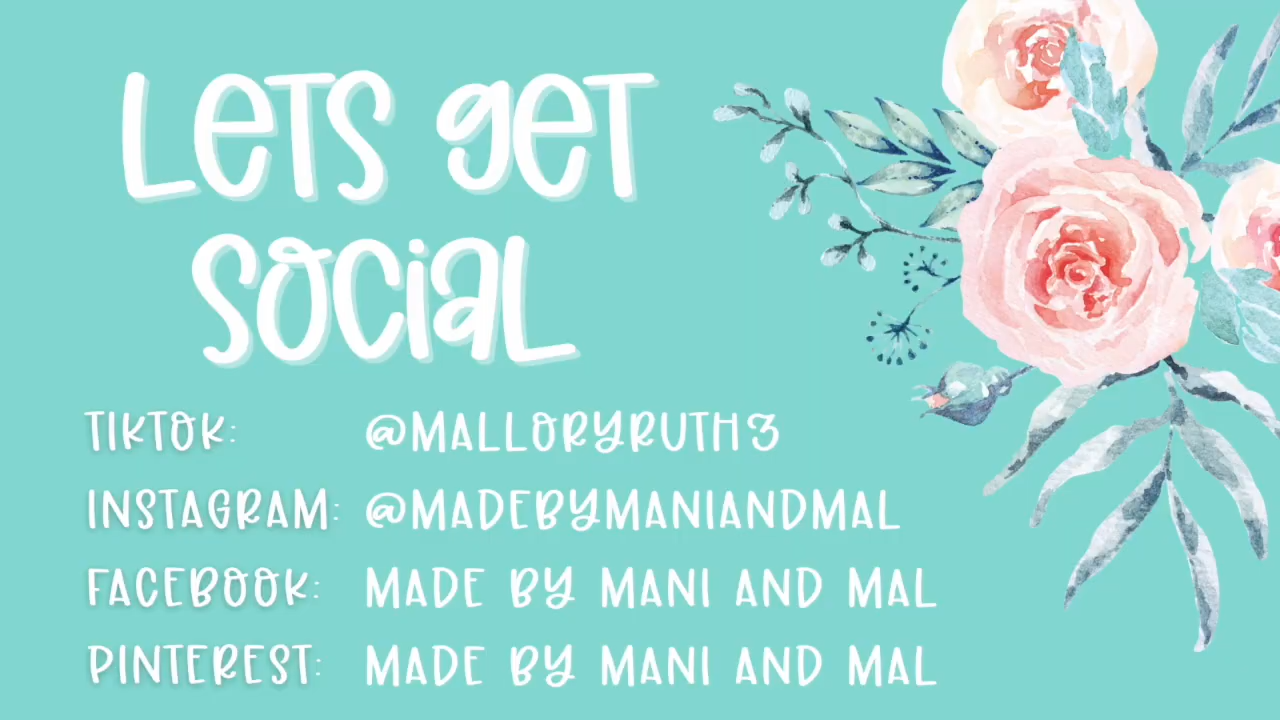 LETS GET
SOCIAL
TIKTOK: @MALLORYRUTH3
INSTAGRAM: @MADEBYMANIANDMAL
FACEBOOK: MADE BY MANI AND MAL
PINTEREST: MADE BY MANI AND MAL